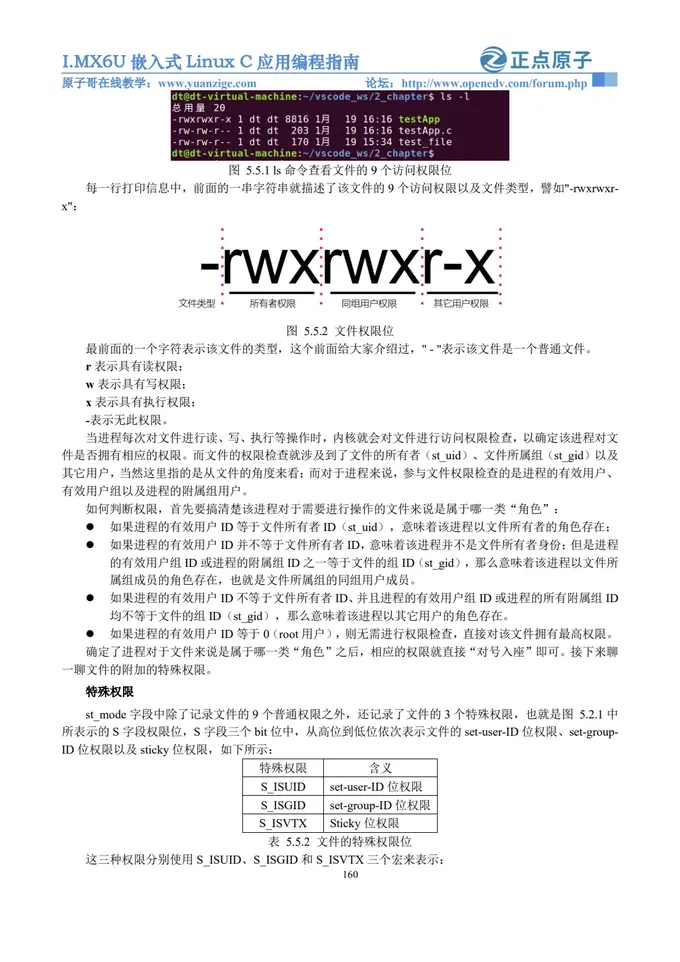 I.MX6U 嵌入式 Linux C 应用编程指南
正点原子
原子哥在线教学：www.yuanzige.com
论坛：http://www.openedv.com/forum.php
dt@dt-virtual-machine:~/vscode_ws/2_chapter$ ls -l
总用量 20
-rwxrwxr-x 1 dt dt 8816 1月 19 16:16 testApp
-rw-rw-r-- 1 dt dt 203 1月 19 16:16 testApp.c
-rw-rw-r-- 1 dt dt 170 1月 19 15:34 test_file
dt@dt-virtual-machine:~/vscode_ws/2_chapter$
图 5.5.1 ls 命令查看文件的 9 个访问权限位
每一行打印信息中，前面的一串字符串就描述了该文件的 9 个访问权限以及文件类型，譬如"-rwxrwxr-
x"：
-rwxrwxr-x
文件类型 所有者权限 同组用户权限 其它用户权限
图 5.5.2 文件权限位
最前面的一个字符表示该文件的类型，这个前面给大家介绍过，" - "表示该文件是一个普通文件。
r 表示具有读权限；
w 表示具有写权限；
x 表示具有执行权限；
-表示无此权限。
当进程每次对文件进行读、写、执行等操作时，内核就会对文件进行访问权限检查，以确定该进程对文
件是否拥有相应的权限。而文件的权限检查就涉及到了文件的所有者（st_uid）、文件所属组（st_gid）以及
其它用户，当然这里指的是从文件的角度来看；而对于进程来说，参与文件权限检查的是进程的有效用户、
有效用户组以及进程的附属组用户。
如何判断权限，首先要搞清楚该进程对于需要进行操作的文件来说是属于哪一类“角色”：
● 如果进程的有效用户 ID 等于文件所有者 ID（st_uid），意味着该进程以文件所有者的角色存在；
● 如果进程的有效用户 ID 并不等于文件所有者 ID，意味着该进程并不是文件所有者身份；但是进程
的有效用户组 ID 或进程的附属组 ID 之一等于文件的组 ID（st_gid），那么意味着该进程以文件所
属组成员的角色存在，也就是文件所属组的同组用户成员。
● 如果进程的有效用户 ID 不等于文件所有者 ID、并且进程的有效用户组 ID 或进程的所有附属组 ID
均不等于文件的组 ID（st_gid），那么意味着该进程以其它用户的角色存在。
● 如果进程的有效用户 ID 等于 0（root 用户），则无需进行权限检查，直接对该文件拥有最高权限。
确定了进程对于文件来说是属于哪一类“角色”之后，相应的权限就直接“对号入座”即可。接下来聊
一聊文件的附加的特殊权限。
特殊权限
st_mode 字段中除了记录文件的 9 个普通权限之外，还记录了文件的 3 个特殊权限，也就是图 5.2.1 中
所表示的 S 字段权限位，S 字段三个 bit 位中，从高位到低位依次表示文件的 set-user-ID 位权限、set-group-
ID 位权限以及 sticky 位权限，如下所示：
特殊权限 含义
S_ISUID set-user-ID 位权限
S_ISGID set-group-ID 位权限
S_ISVTX Sticky 位权限
表 5.5.2 文件的特殊权限位
这三种权限分别使用 S_ISUID、S_ISGID 和 S_ISVTX 三个宏来表示：
160